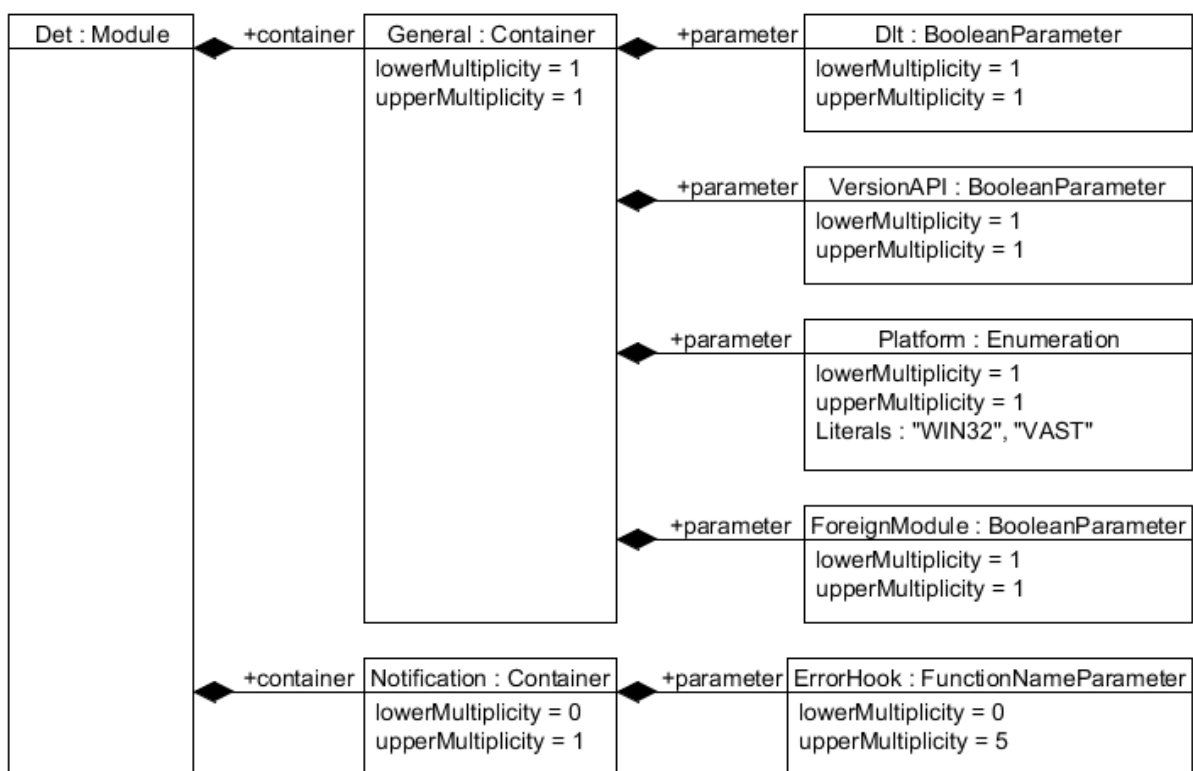 Det : Module
+container
General : Container
lowerMultiplicity = 1
upperMultiplicity = 1
+parameter
Dlt : BooleanParameter
lowerMultiplicity = 1
upperMultiplicity = 1
+parameter
VersionAPI : BooleanParameter
lowerMultiplicity = 1
upperMultiplicity = 1
+parameter
Platform : Enumeration
lowerMultiplicity = 1
upperMultiplicity = 1
Literals : "WIN32", "VAST"
+parameter
ForeignModule : BooleanParameter
lowerMultiplicity = 1
upperMultiplicity = 1
+container
Notification : Container
lowerMultiplicity = 0
upperMultiplicity = 1
+parameter
ErrorHook : FunctionNameParameter
lowerMultiplicity = 0
upperMultiplicity = 5